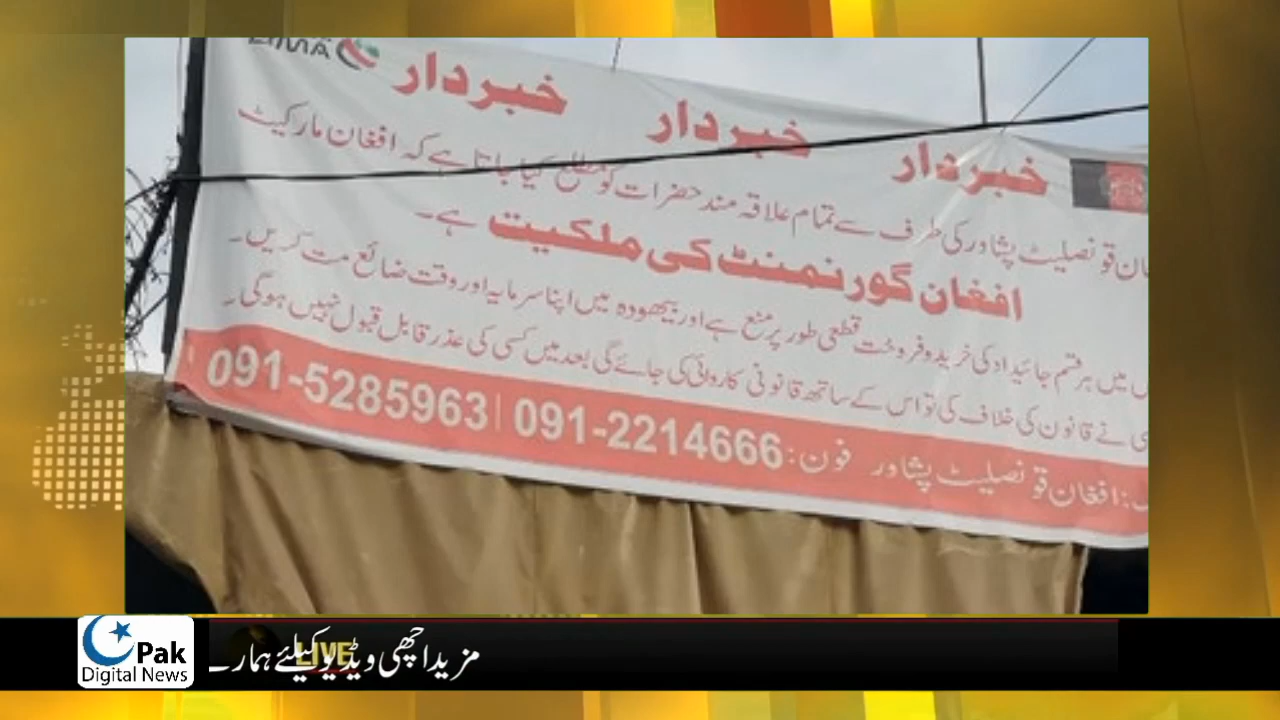 خبردار خبردار خبردار
قونصلیٹ پشاور کی طرف سے تمام علاقہ مند حضرات کو مطلع کیا جاتا ہے کہ افغان مارکیٹ
افغان گورنمنٹ کی ملکیت ہے۔
میں ہر قسم جائیداد کی خرید و فروخت قطعی طور پر منع ہے اور بیھودہ میں اپنا سرمایہ اور وقت ضائع مت کریں۔
نے قانون کی خلاف کی تو اس کے ساتھ قانونی کاروائی کی جائے گی بعد میں کسی کی عذر قابل قبول نہیں ہوگی۔
افغان قونصلیٹ پشاور فون: 091-2214666 | 091-5285963
مزید اچھی ویڈیو کیلئے ہمارے
LIVE
Pak
Digital News